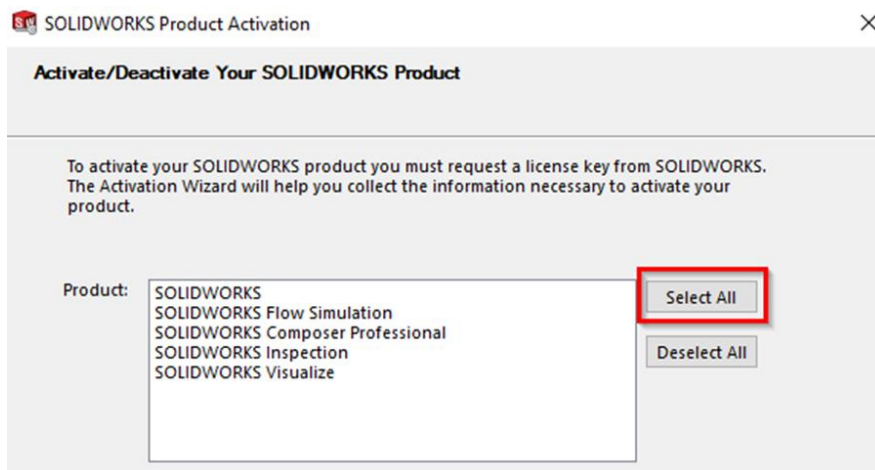 SW SOLIDWORKS Product Activation
Activate/Deactivate Your SOLIDWORKS Product
To activate your SOLIDWORKS product you must request a license key from SOLIDWORKS.
The Activation Wizard will help you collect the information necessary to activate your
product.
Product:
SOLIDWORKS
SOLIDWORKS Flow Simulation
SOLIDWORKS Composer Professional
SOLIDWORKS Inspection
SOLIDWORKS Visualize
Select All
Deselect All